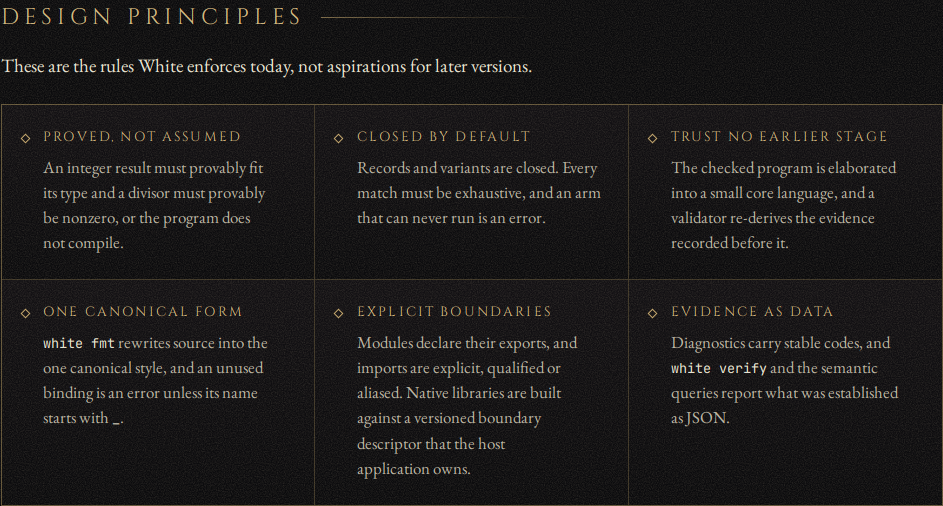 DESIGN PRINCIPLES
These are the rules White enforces today, not aspirations for later versions.
PROVED, NOT ASSUMED
An integer result must provably fit
its type and a divisor must provably
be nonzero, or the program does
not compile.
CLOSED BY DEFAULT
Records and variants are closed. Every
match must be exhaustive, and an arm
that can never run is an error.
TRUST NO EARLIER STAGE
The checked program is elaborated
into a small core language, and a
validator re-derives the evidence
recorded before it.
ONE CANONICAL FORM
white fmt rewrites source into the
one canonical style, and an unused
binding is an error unless its name
starts with _.
EXPLICIT BOUNDARIES
Modules declare their exports, and
imports are explicit, qualified or
aliased. Native libraries are built
against a versioned boundary
descriptor that the host
application owns.
EVIDENCE AS DATA
Diagnostics carry stable codes, and
white verify and the semantic
queries report what was established
as JSON.